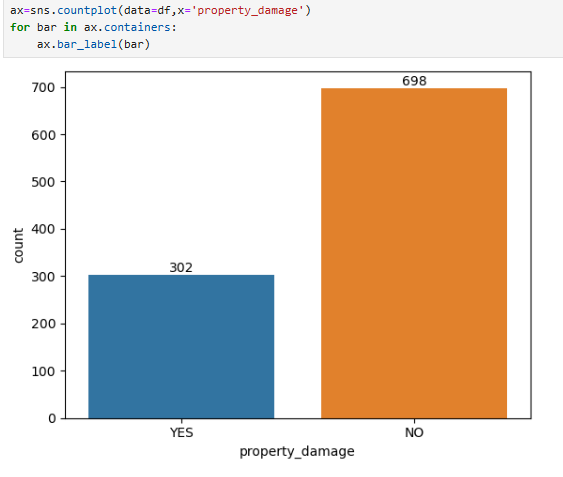 ax=sns.countplot(data=df,x='property_damage')
for bar in ax.containers:
    ax.bar_label(bar)
698
700
600
500
400
302
300
200
100
0
count
YES
NO
property_damage